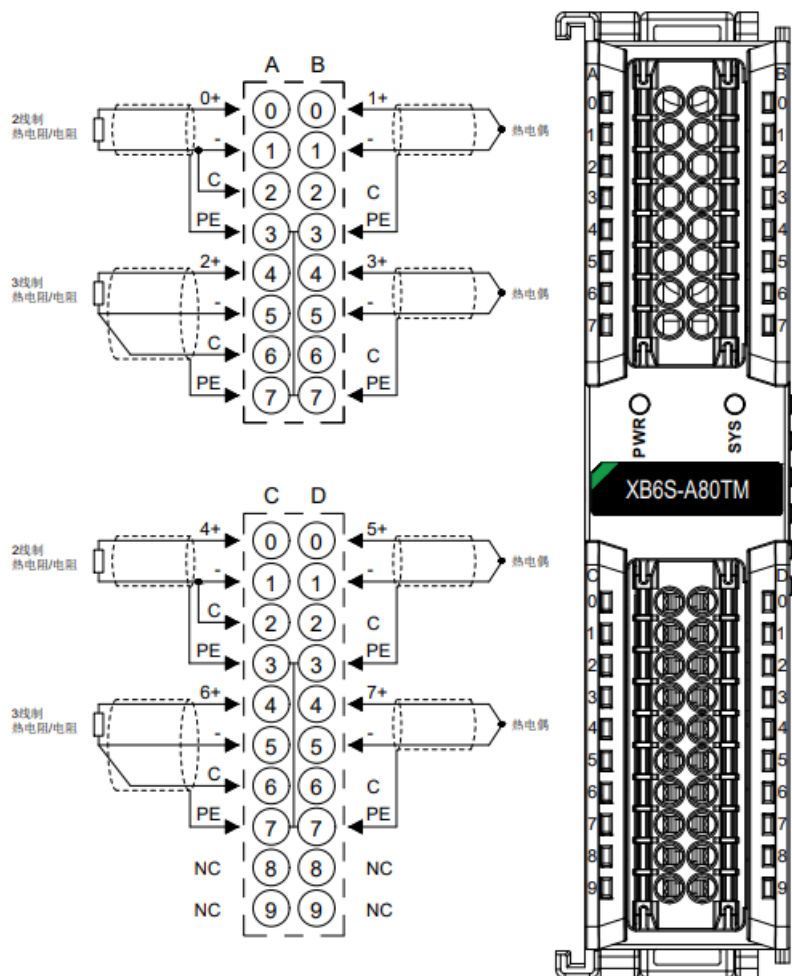 A B
0+ 0 0 1+
2线制
热电阻/电阻
- 1 1 -
热电偶
C 2 2 C
PE 3 3 PE
2+ 4 4 3+
3线制
热电阻/电阻
- 5 5 -
热电偶
C 6 6 C
PE 7 7 PE
C D
4+ 0 0 5+
2线制
热电阻/电阻
- 1 1 -
热电偶
C 2 2 C
PE 3 3 PE
6+ 4 4 7+
3线制
热电阻/电阻
- 5 5 -
热电偶
C 6 6 C
PE 7 7 PE
NC 8 8 NC
NC 9 9 NC
A B
0 0
1 1
2 2
3 3
4 4
5 5
6 6
7 7
PWR SYS
XB6S-A80TM
C D
0 0
1 1
2 2
3 3
4 4
5 5
6 6
7 7
8 8
9 9